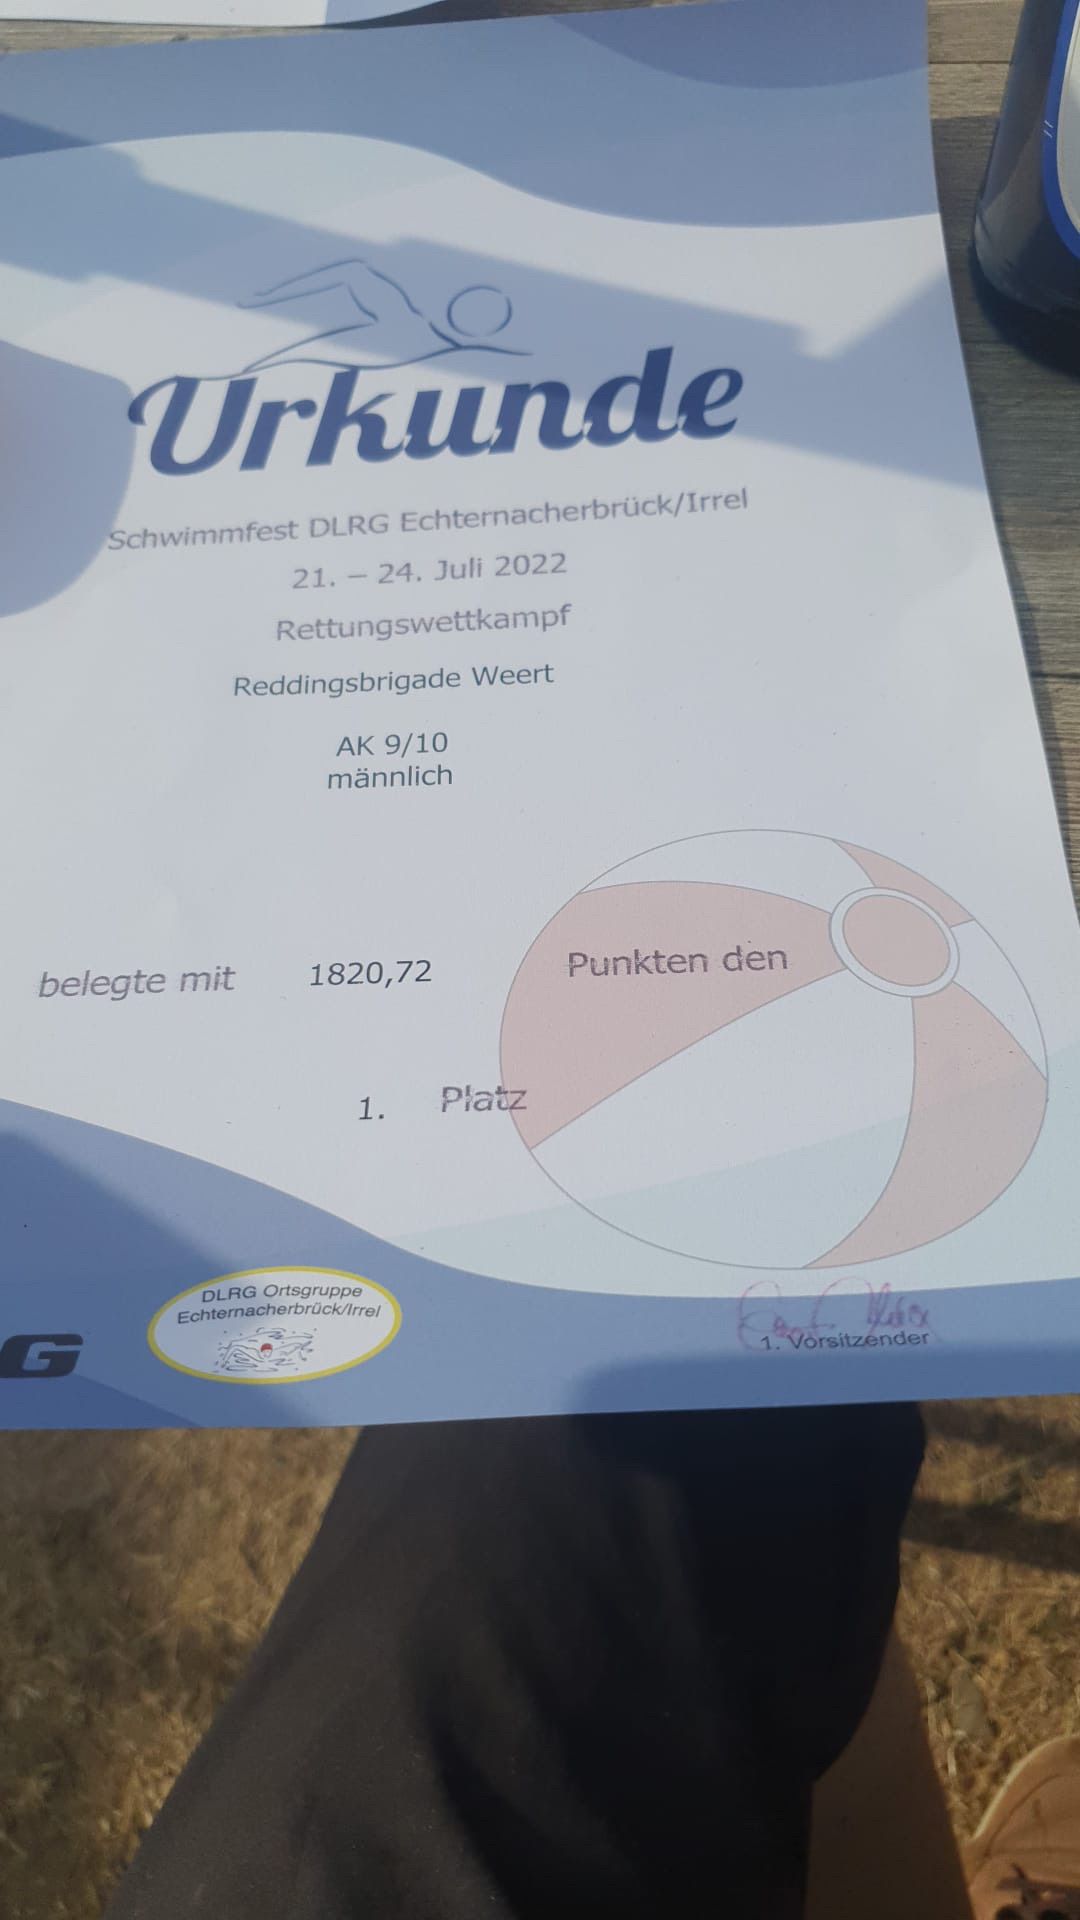 Urkunde
Schwimmfest DLRG Echternacherbrück/Irrel
21. – 24. Juli 2022
Rettungswettkampf
Reddingsbrigade Weert
AK 9/10
männlich
belegte mit 1820,72 Punkten den
1. Platz
DLRG Ortsgruppe
Echternacherbrück/Irrel
G
1. Vorsitzender